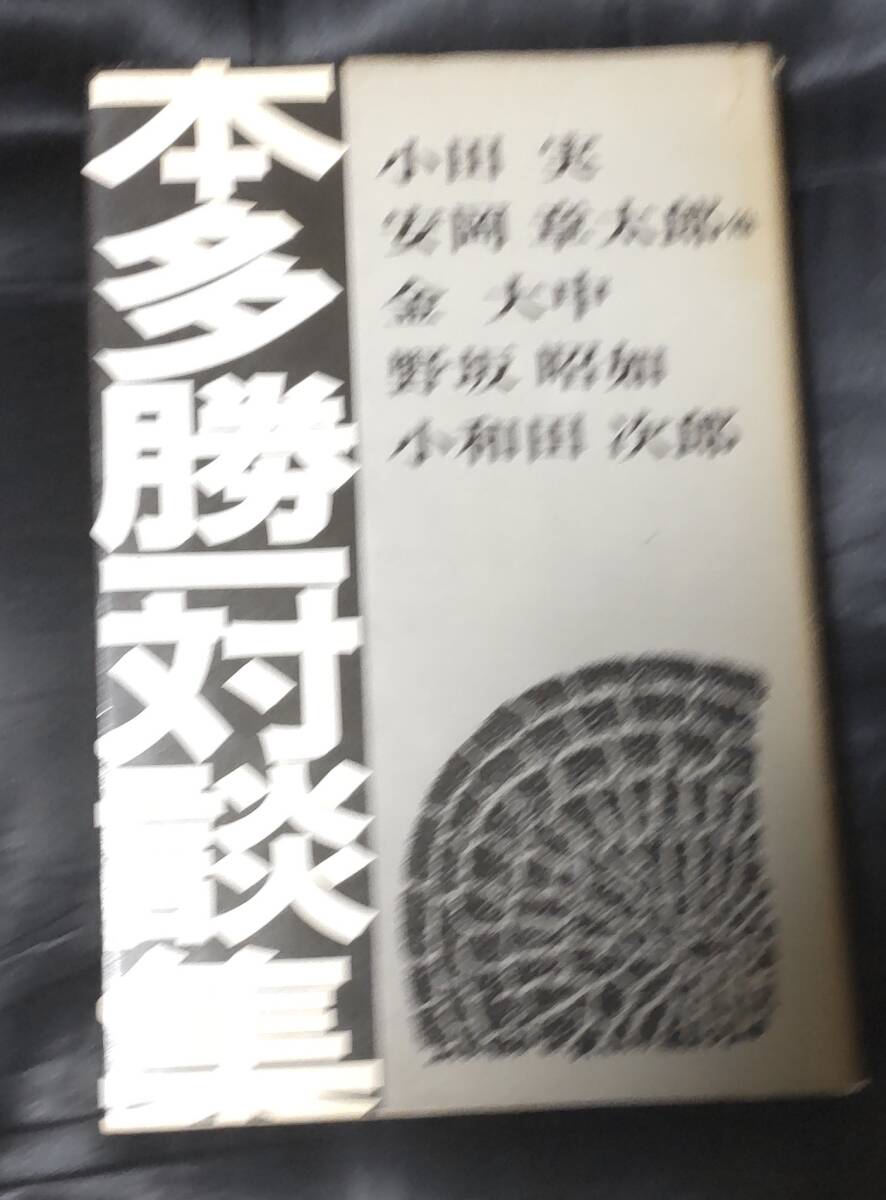 本多勝一対談集
小田 実
安岡 章太郎
金 大中
野坂 昭如
小和田 次郎